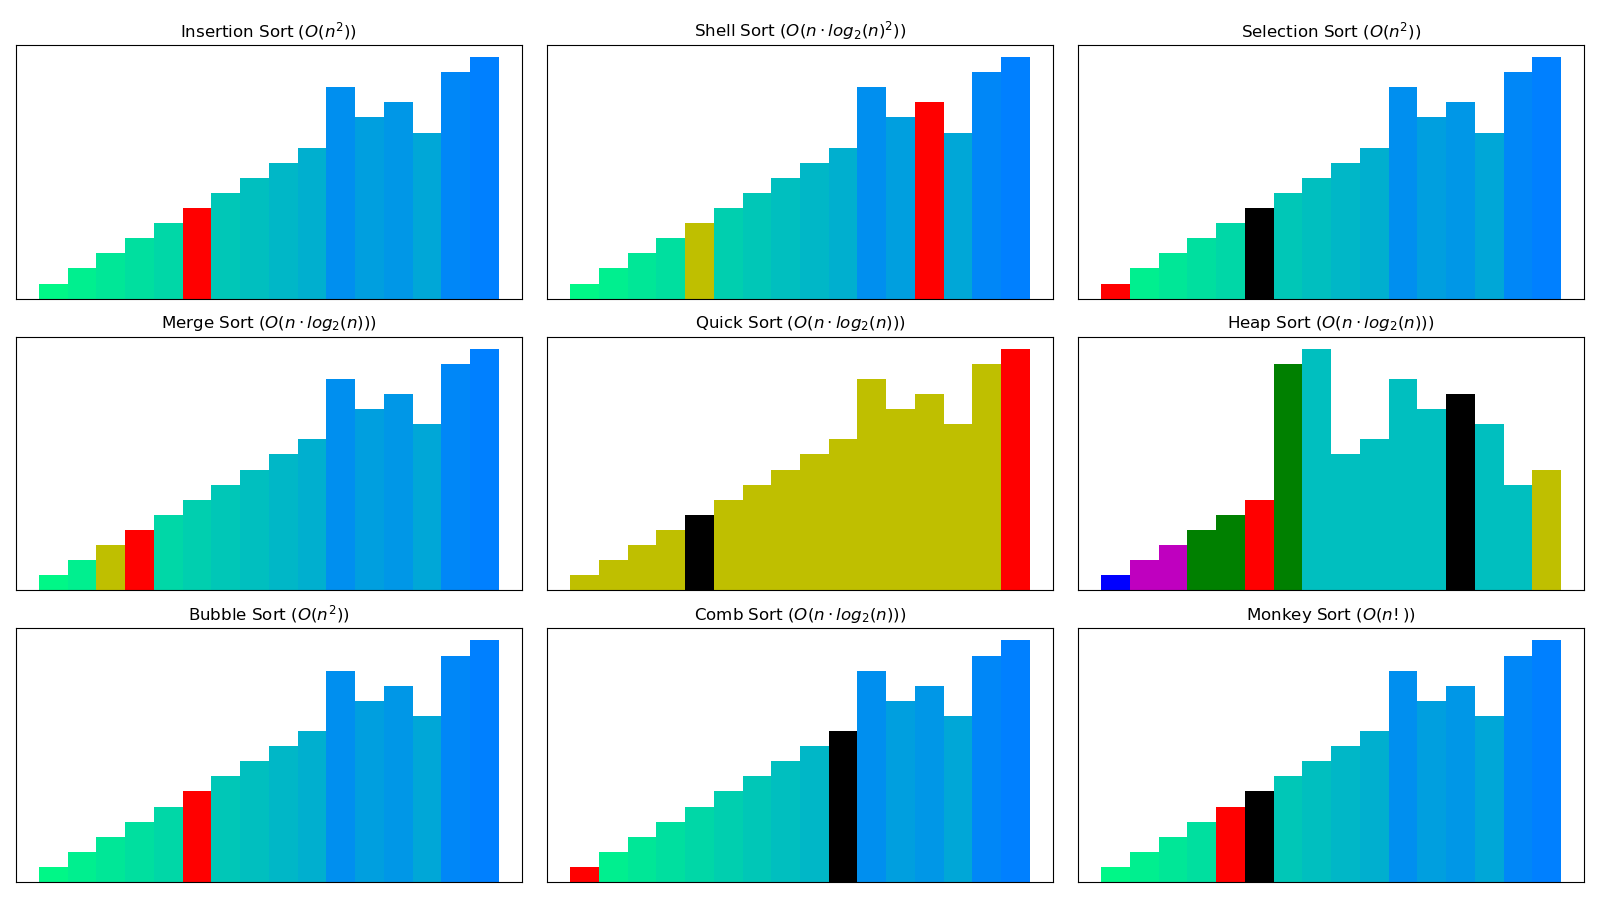 Insertion Sort (O(n²))
Shell Sort (O(n · log₂(n)²))
Selection Sort (O(n²))
Merge Sort (O(n · log₂(n)))
Quick Sort (O(n · log₂(n)))
Heap Sort (O(n · log₂(n)))
Bubble Sort (O(n²))
Comb Sort (O(n · log₂(n)))
Monkey Sort (O(n!))